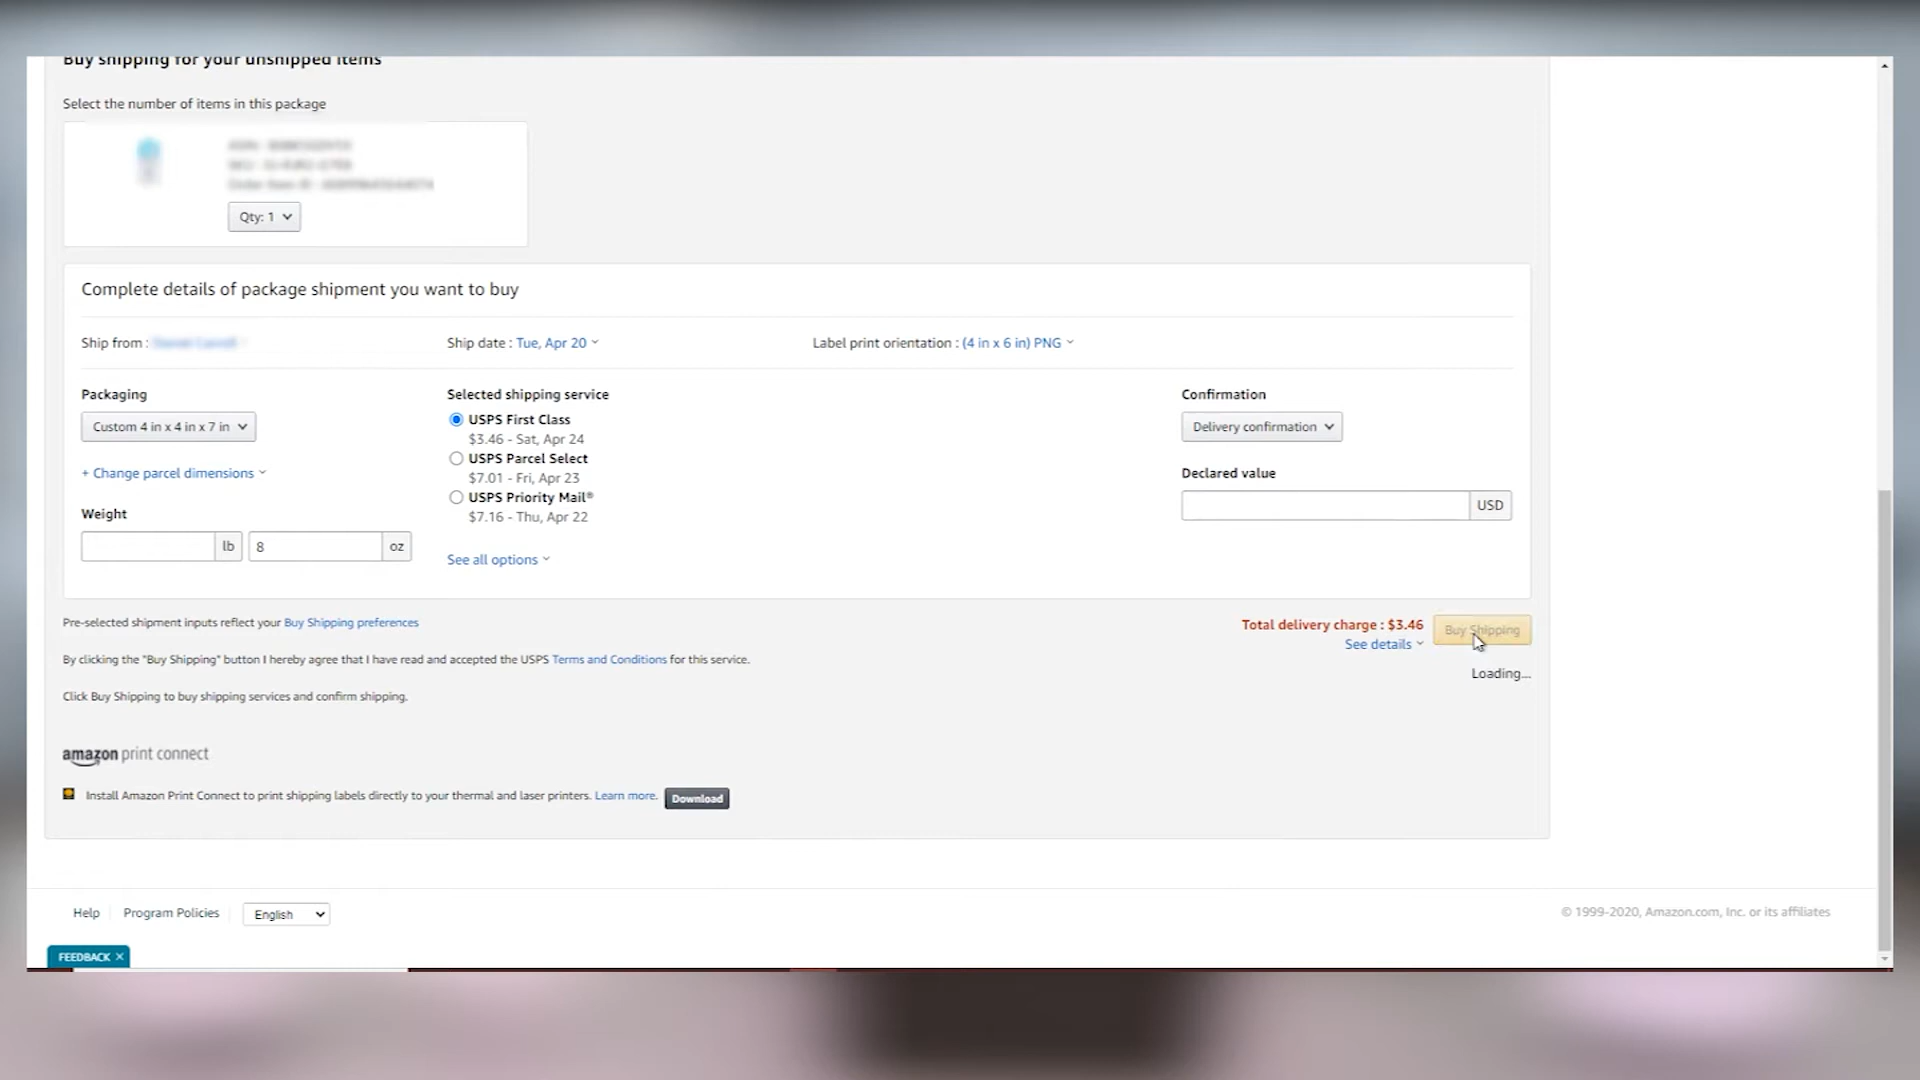 Buy shipping for your unshipped items
Select the number of items in this package
Qty: 1
Complete details of package shipment you want to buy
Ship from :
Ship date : Tue, Apr 20
Label print orientation : (4 in x 6 in) PNG
Packaging
Custom 4 in x 4 in x 7 in
+ Change parcel dimensions
Weight
lb
8 oz
Selected shipping service
USPS First Class
$3.46 - Sat, Apr 24
USPS Parcel Select
$7.01 - Fri, Apr 23
USPS Priority Mail®
$7.16 - Thu, Apr 22
See all options
Confirmation
Delivery confirmation
Declared value
USD
Pre-selected shipment inputs reflect your Buy Shipping preferences
Total delivery charge : $3.46
Buy Shipping
See details
Loading...
By clicking the "Buy Shipping" button I hereby agree that I have read and accepted the USPS Terms and Conditions for this service.
Click Buy Shipping to buy shipping services and confirm shipping.
amazon print connect
Install Amazon Print Connect to print shipping labels directly to your thermal and laser printers. Learn more. Download
Help
Program Policies
English
© 1999-2020, Amazon.com, Inc. or its affiliates
FEEDBACK ×